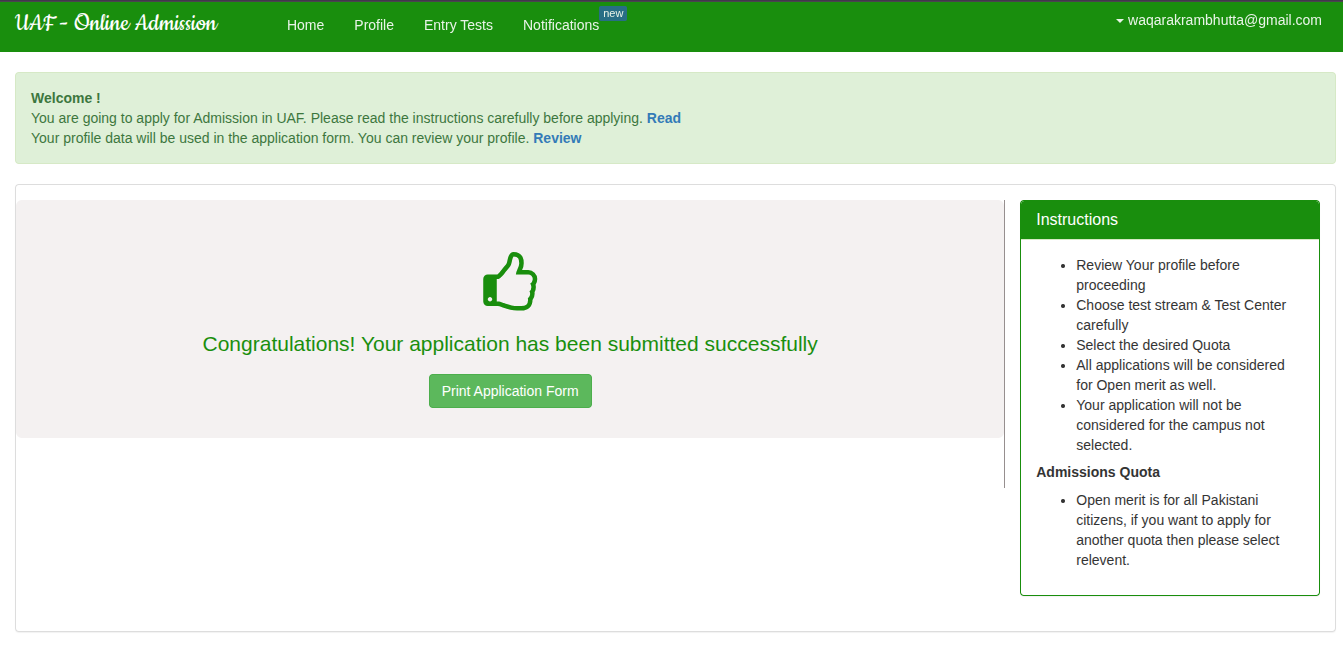 UAF - Online Admission
Home
Profile
Entry Tests
Notifications
new
waqarakrambhutta@gmail.com
Welcome !
You are going to apply for Admission in UAF. Please read the instructions carefully before applying. Read
Your profile data will be used in the application form. You can review your profile. Review
Congratulations! Your application has been submitted successfully
Print Application Form
Instructions
Review Your profile before
proceeding
Choose test stream & Test Center
carefully
Select the desired Quota
All applications will be considered
for Open merit as well.
Your application will not be
considered for the campus not
selected.
Admissions Quota
Open merit is for all Pakistani
citizens, if you want to apply for
another quota then please select
relevent.